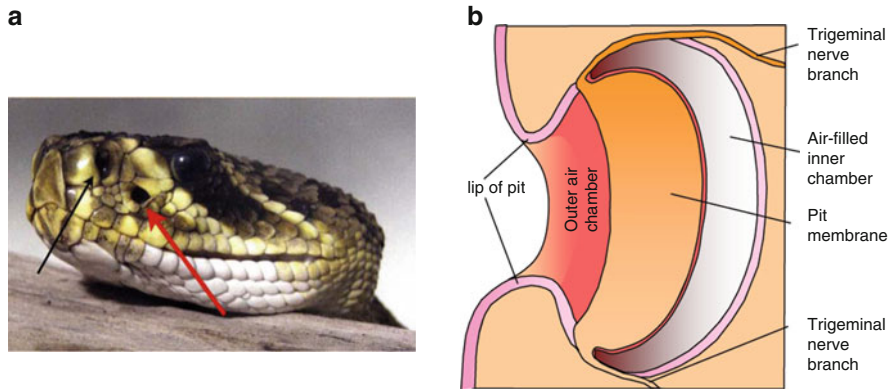 a
b
Trigeminal
nerve
branch
Air-filled
inner
chamber
lip of pit
Outer air
chamber
Pit
membrane
Trigeminal
nerve
branch